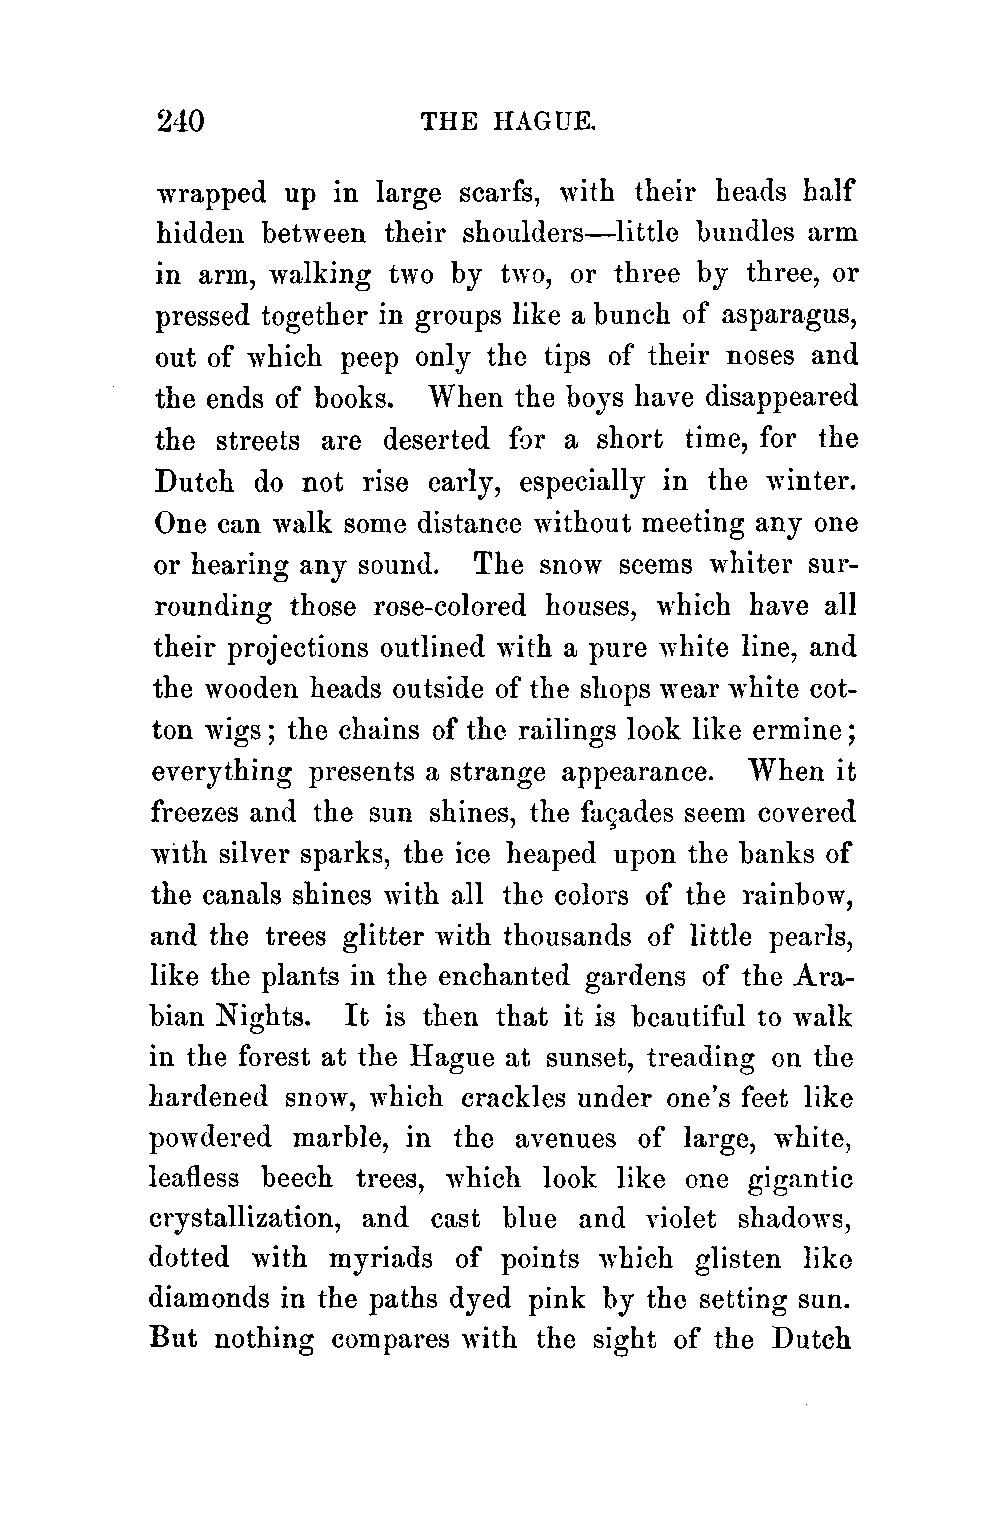 240 THE HAGUE.
wrapped up in large scarfs, with their heads half
hidden between their shoulders—little bundles arm
in arm, walking two by two, or three by three, or
pressed together in groups like a bunch of asparagus,
out of which peep only the tips of their noses and
the ends of books. When the boys have disappeared
the streets are deserted for a short time, for the
Dutch do not rise early, especially in the winter.
One can walk some distance without meeting any one
or hearing any sound. The snow seems whiter sur-
rounding those rose-colored houses, which have all
their projections outlined with a pure white line, and
the wooden heads outside of the shops wear white cot-
ton wigs; the chains of the railings look like ermine;
everything presents a strange appearance. When it
freezes and the sun shines, the façades seem covered
with silver sparks, the ice heaped upon the banks of
the canals shines with all the colors of the rainbow,
and the trees glitter with thousands of little pearls,
like the plants in the enchanted gardens of the Ara-
bian Nights. It is then that it is beautiful to walk
in the forest at the Hague at sunset, treading on the
hardened snow, which crackles under one's feet like
powdered marble, in the avenues of large, white,
leafless beech trees, which look like one gigantic
crystallization, and cast blue and violet shadows,
dotted with myriads of points which glisten like
diamonds in the paths dyed pink by the setting sun.
But nothing compares with the sight of the Dutch